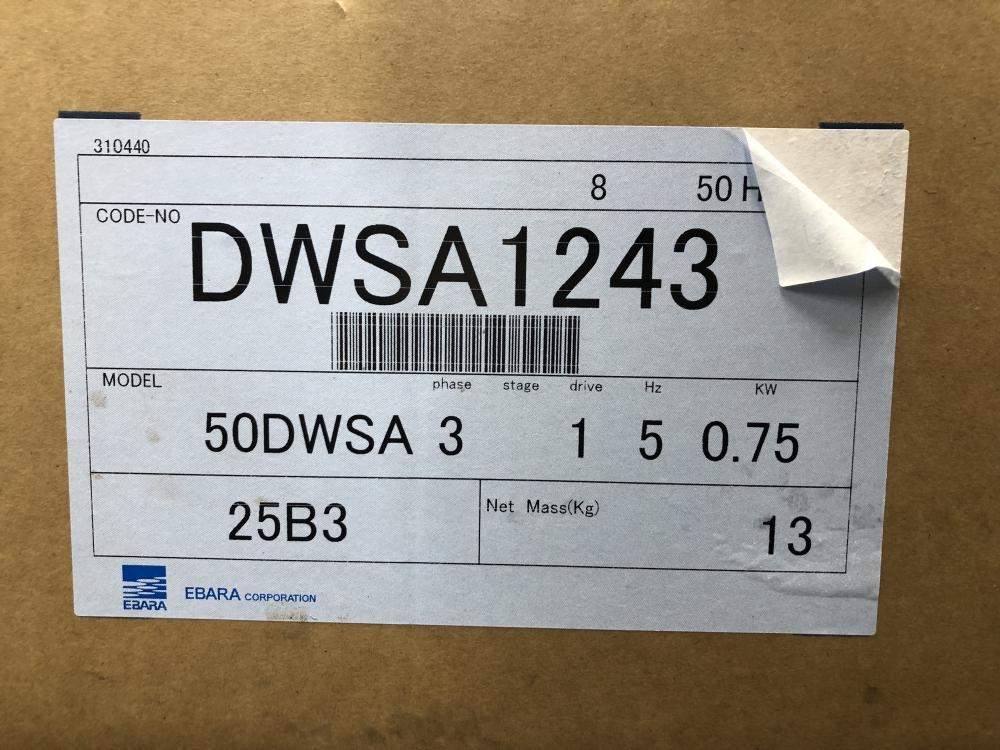 310440
8 50 H
CODE-NO
DWSA1243
MODEL phase stage drive Hz KW
50DWSA 3 1 5 0.75
25B3 Net Mass(Kg) 13
EBARA EBARA CORPORATION